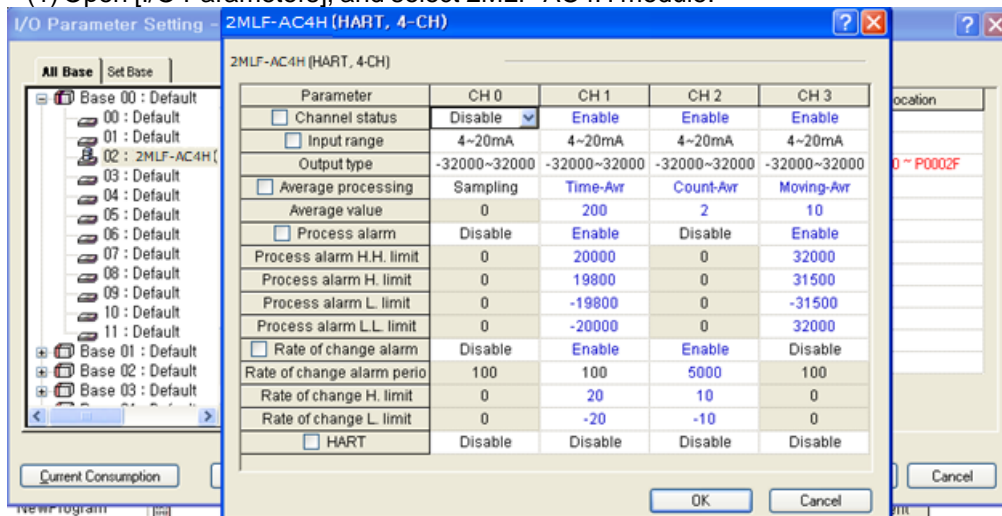 (1) Open [I/O Parameters], and select 2MLF-AC4H module.
I/O Parameter Setting -
2MLF-AC4H (HART, 4-CH)
All Base
Set Base
Base 00 : Default
00 : Default
01 : Default
02 : 2MLF-AC4H (
03 : Default
04 : Default
05 : Default
06 : Default
07 : Default
08 : Default
09 : Default
10 : Default
11 : Default
Base 01 : Default
Base 02 : Default
Base 03 : Default
2MLF-AC4H (HART, 4-CH)
Parameter CH 0 CH 1 CH 2 CH 3
Channel status Disable Enable Enable Enable
Input range 4~20mA 4~20mA 4~20mA 4~20mA
Output type -32000~32000 -32000~32000 -32000~32000 -32000~32000
Average processing Sampling Time-Avr Count-Avr Moving-Avr
Average value 0 200 2 10
Process alarm Disable Enable Disable Enable
Process alarm H.H. limit 0 20000 0 32000
Process alarm H. limit 0 19800 0 31500
Process alarm L. limit 0 -19800 0 -31500
Process alarm L.L. limit 0 -20000 0 32000
Rate of change alarm Disable Enable Enable Disable
Rate of change alarm perio 100 100 5000 100
Rate of change H. limit 0 20 10 0
Rate of change L. limit 0 -20 -10 0
HART Disable Disable Disable Disable
OK
Cancel
ocation
0 ~ P0002F
Current Consumption
Cancel
NewProgram